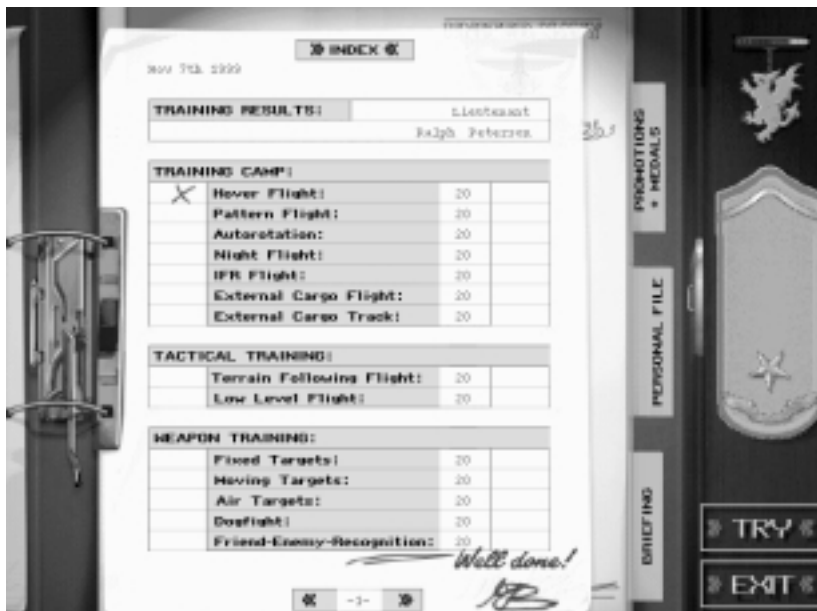 INDEX
Nov 7th 1999
TRAINING RESULTS: Lieutenant
Ralph Petersen
TRAINING CAMP:
Hover Flight: 20
Pattern Flight: 20
Autorotation: 20
Night Flight: 20
IFR Flight: 20
External Cargo Flight: 20
External Cargo Track: 20
TACTICAL TRAINING:
Terrain Following Flight: 20
Low Level Flight: 20
WEAPON TRAINING:
Fixed Targets: 20
Moving Targets: 20
Air Targets: 20
Dogfight: 20
Friend-Enemy-Recognition: 20
Well done!
-1-
PROMOTIONS
+ MEDALS
PERSONAL FILE
BRIEFING
TRY
EXIT